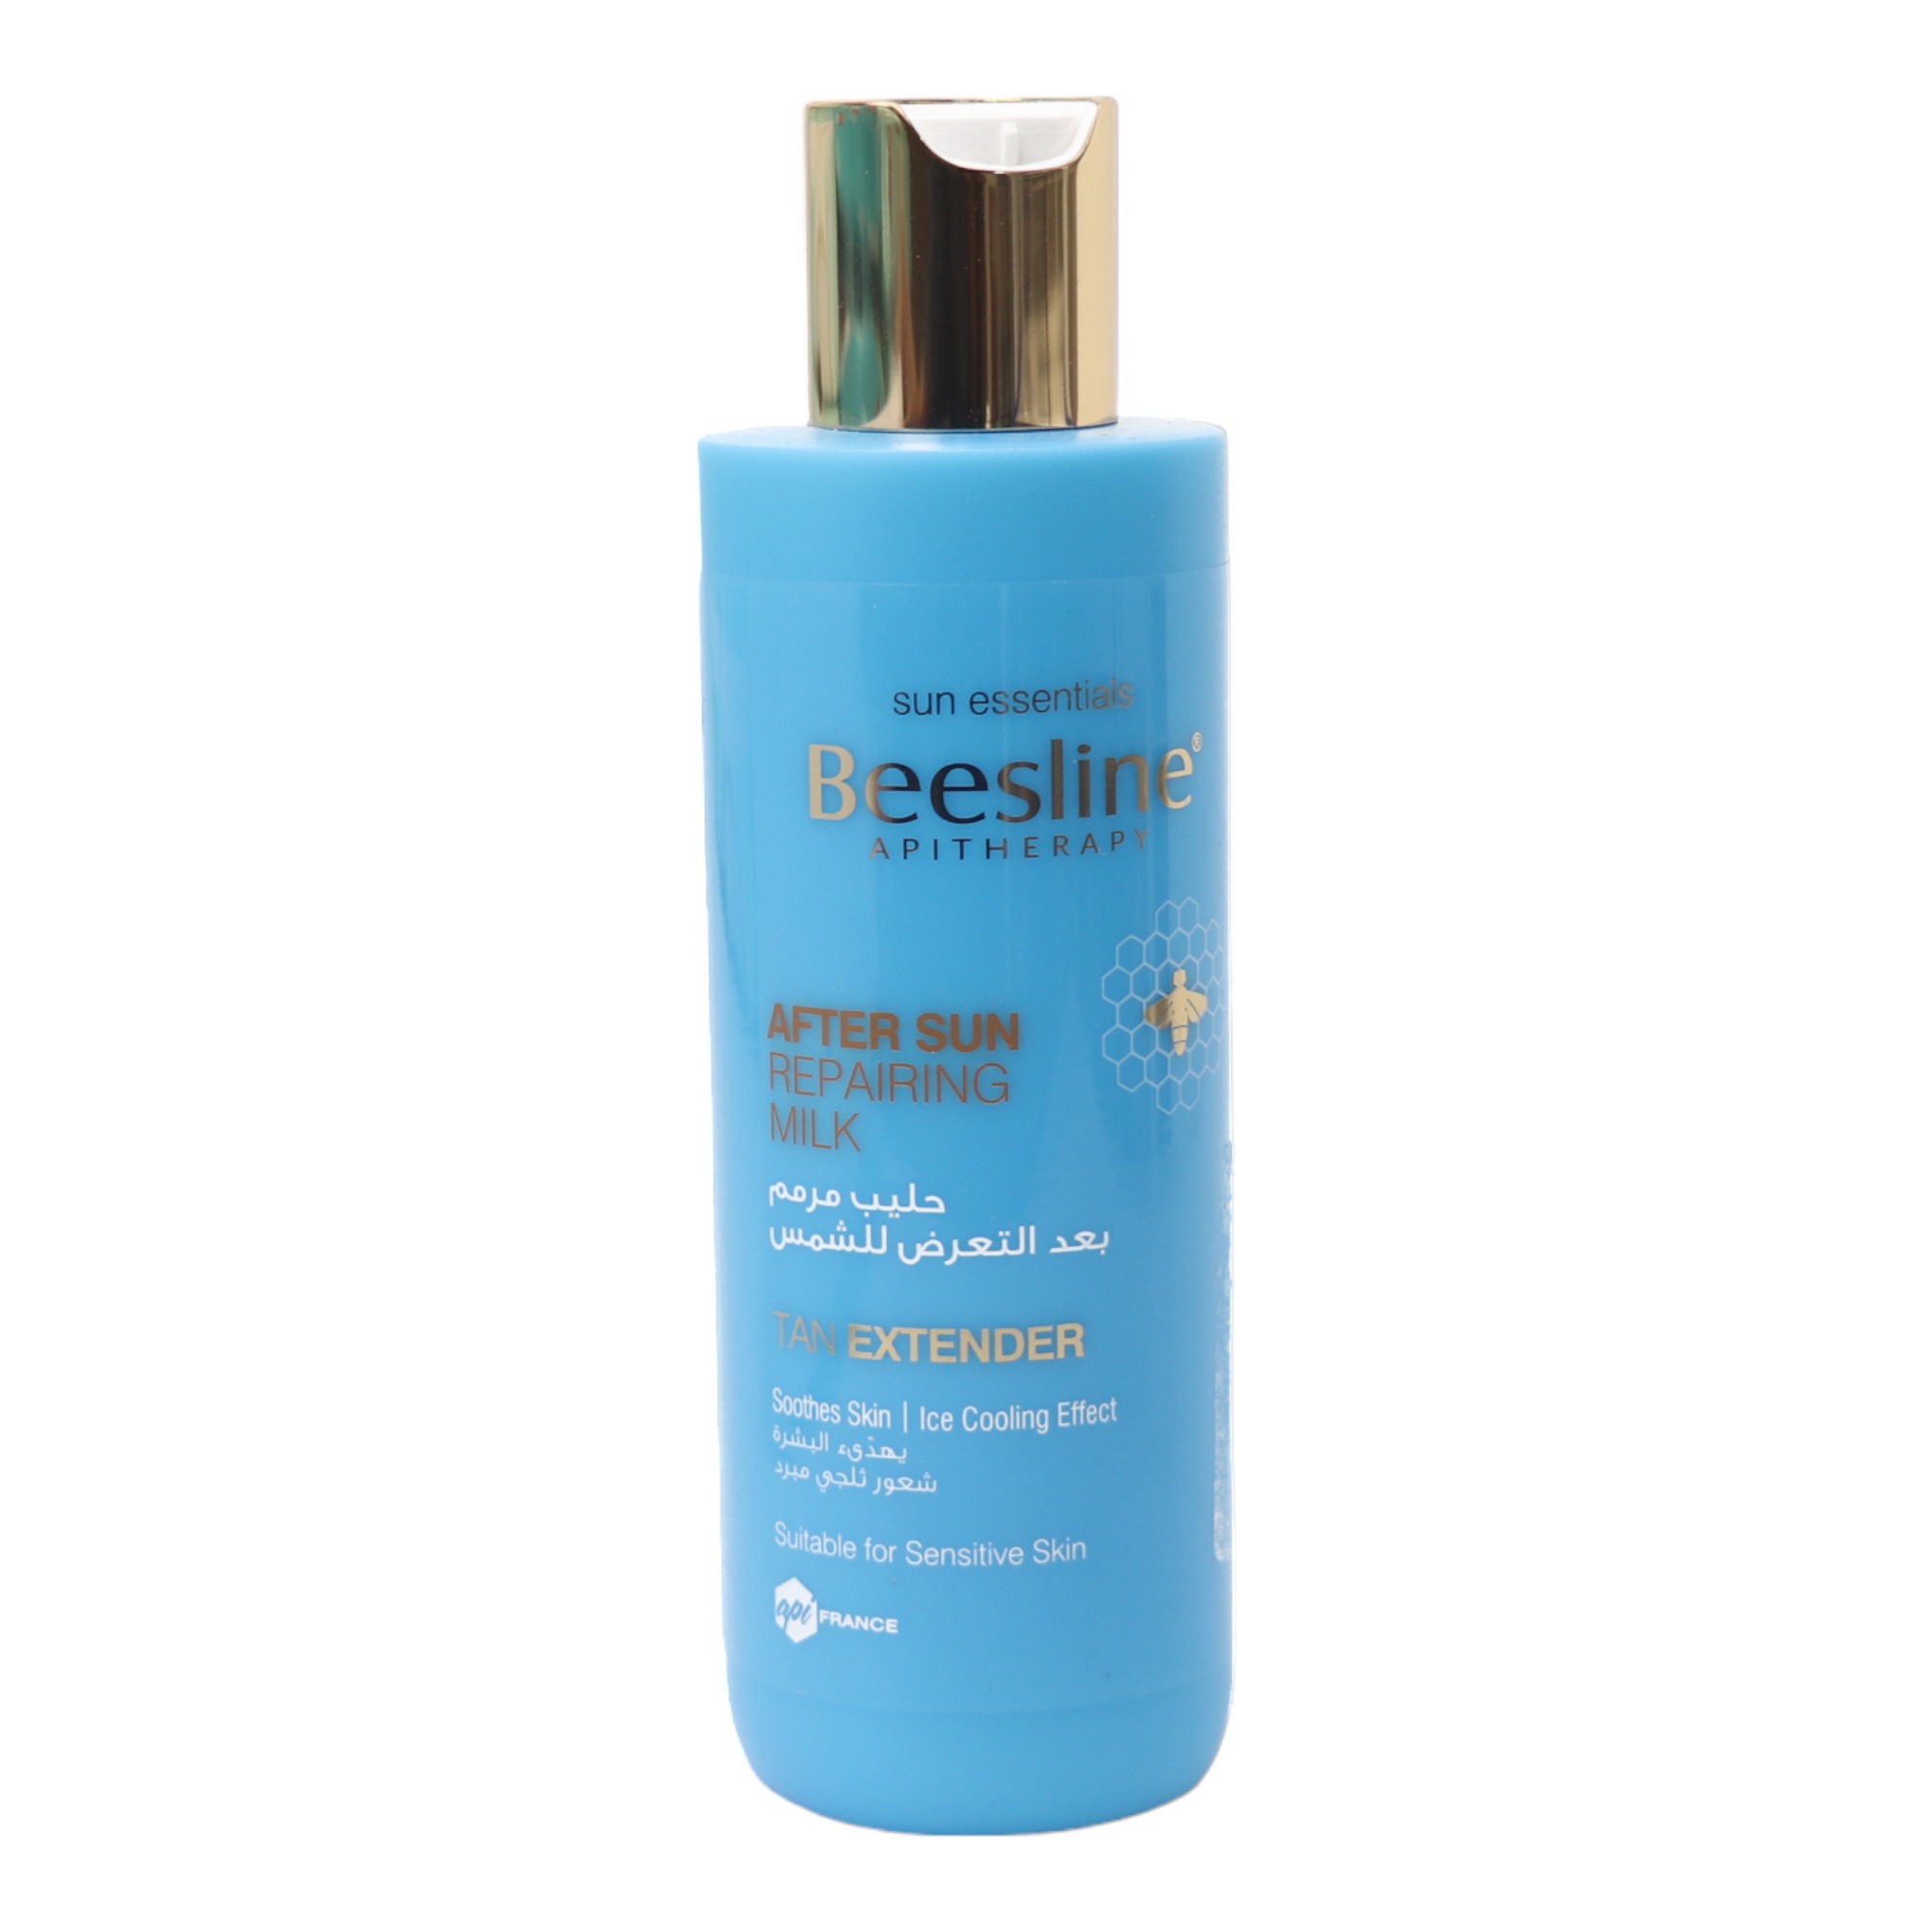 sun essentials
Beesline®
APITHERAPY
AFTER SUN
REPAIRING
MILK
حليب مرمم
بعد التعرض للشمس
TAN EXTENDER
Soothes Skin | Ice Cooling Effect
يهدّىء البشرة
شعور ثلجي مبرد
Suitable for Sensitive Skin
api FRANCE